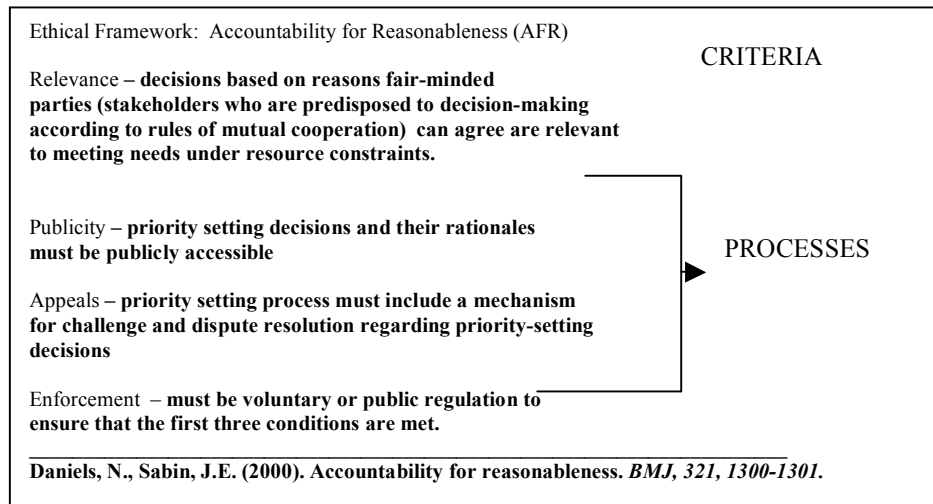 Ethical Framework: Accountability for Reasonableness (AFR)
CRITERIA
Relevance – decisions based on reasons fair-minded
parties (stakeholders who are predisposed to decision-making
according to rules of mutual cooperation) can agree are relevant
to meeting needs under resource constraints.
Publicity – priority setting decisions and their rationales
must be publicly accessible
PROCESSES
Appeals – priority setting process must include a mechanism
for challenge and dispute resolution regarding priority-setting
decisions
Enforcement – must be voluntary or public regulation to
ensure that the first three conditions are met.
Daniels, N., Sabin, J.E. (2000). Accountability for reasonableness. BMJ, 321, 1300-1301.